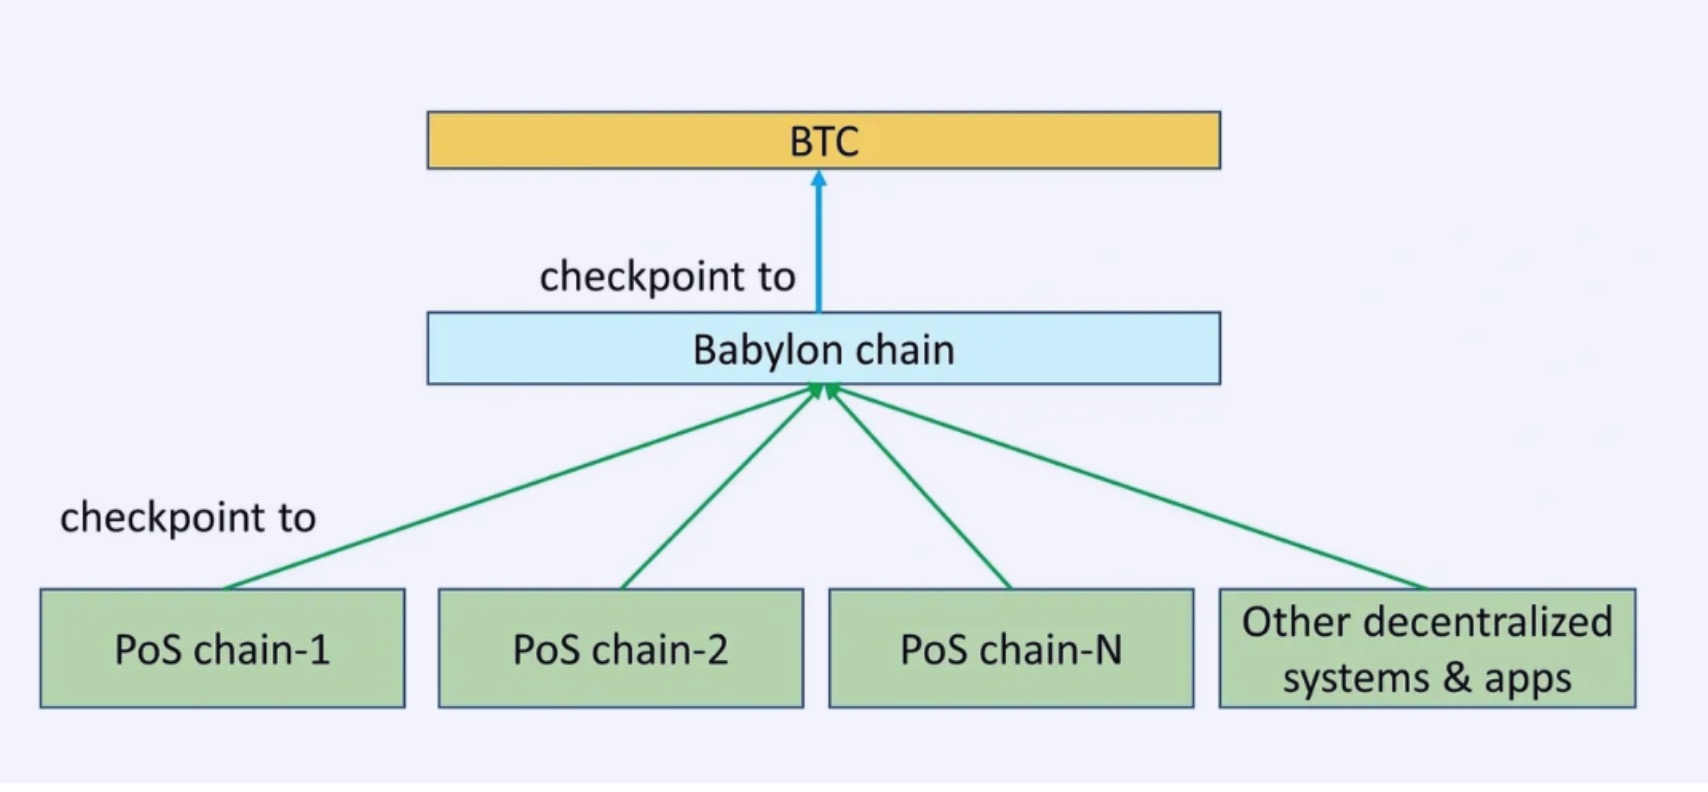 BTC
checkpoint to
Babylon chain
checkpoint to
PoS chain-1
PoS chain-2
PoS chain-N
Other decentralized
systems & apps